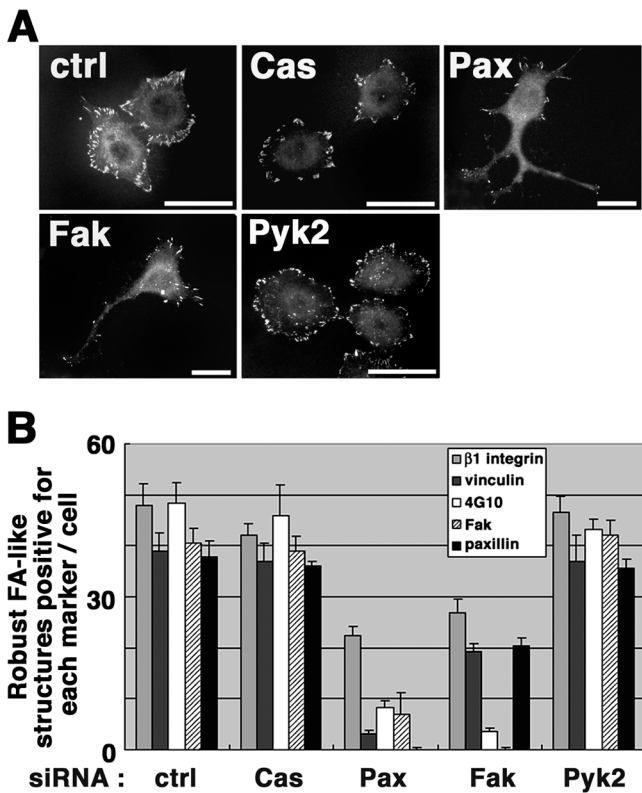 A
ctrl
Cas
Pax
Fak
Pyk2
B
Robust FA-like
structures positive for
each marker / cell
60
30
0
β1 integrin
vinculin
4G10
Fak
paxillin
siRNA : ctrl Cas Pax Fak Pyk2